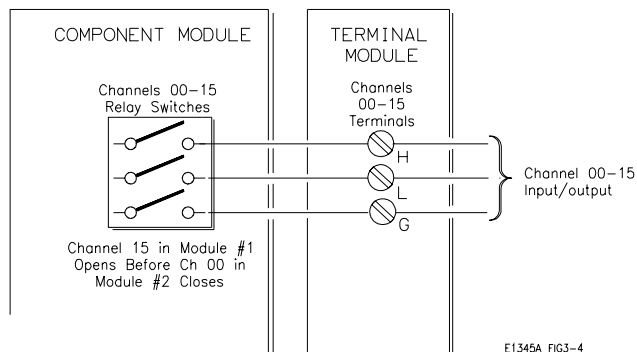 COMPONENT MODULE
Channels 00-15
Relay Switches
Channel 15 in Module #1
Opens Before Ch 00 in
Module #2 Closes
TERMINAL
MODULE
Channels
00-15
Terminals
H
L
G
Channel 00-15
Input/output
E1345A FIG3-4